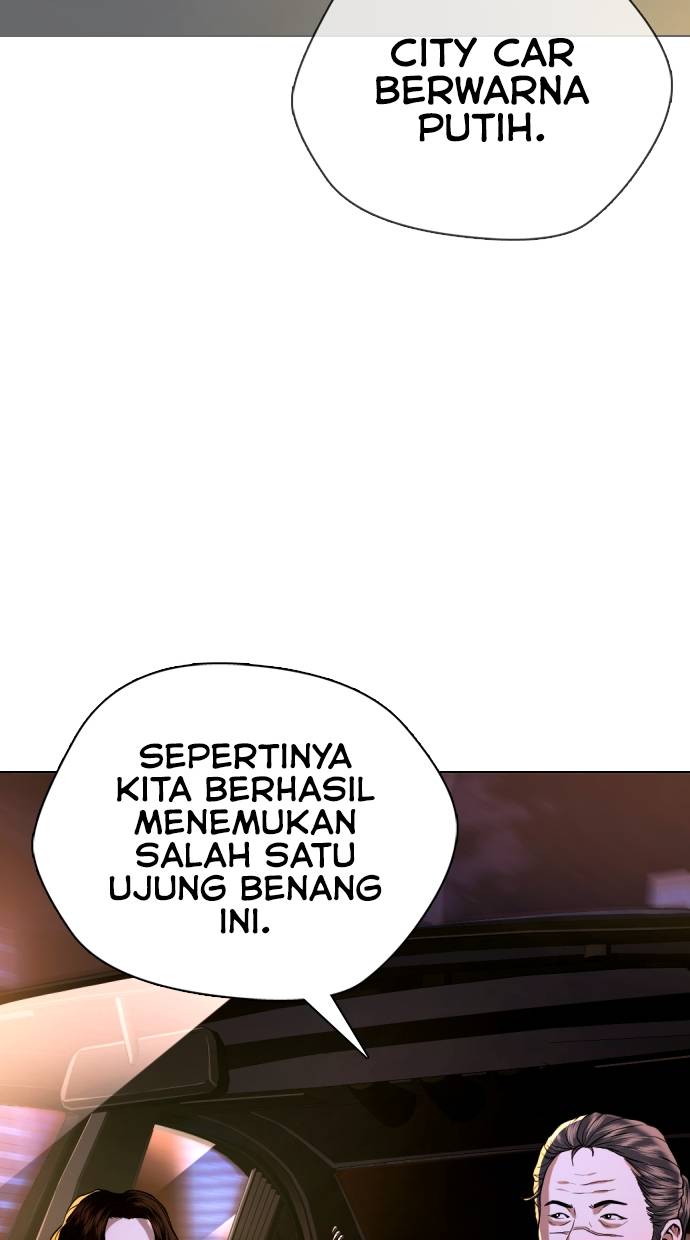 CITY CAR
BERWARNA
PUTIH.
SEPERTINYA
KITA BERHASIL
MENEMUKAN
SALAH SATU
UJUNG BENANG
INI.